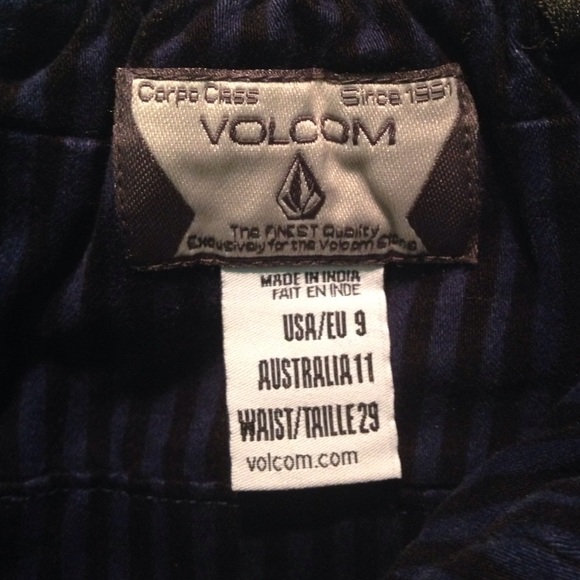 Corpo Class Since 1991
VOLCOM
The FINEST Quality
Exclusively for the Volcom Stone
MADE IN INDIA
FAIT EN INDE
USA/EU 9
AUSTRALIA 11
WAIST/TAILLE 29
volcom.com